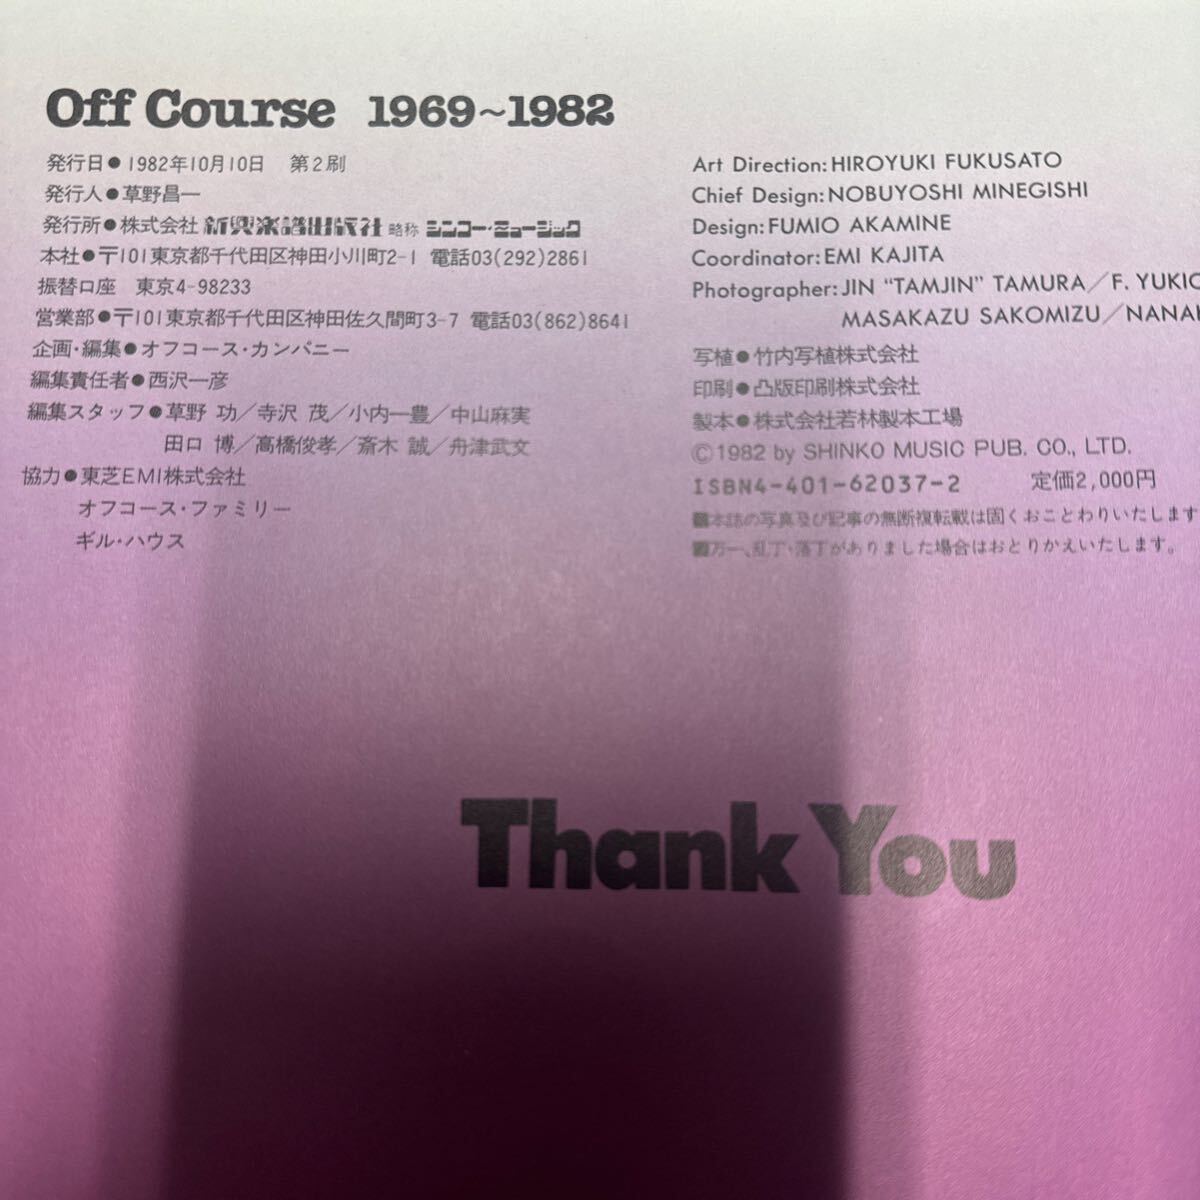 Off Course 1969～1982
発行日●1982年10月10日 第2刷
発行人●草野昌一
発行所●株式会社 新興楽譜出版社 略称 シンコー・ミュージック
本社●〒101東京都千代田区神田小川町2-1 電話03(292)2861
振替口座 東京4-98233
営業部●〒101東京都千代田区神田佐久間町3-7 電話03(862)8641
企画・編集●オフコース・カンパニー
編集責任者●西沢一彦
編集スタッフ●草野 功／寺沢 茂／小内一豊／中山麻実
田口 博／高橋俊孝／斎木 誠／舟津武文
協力●東芝EMI株式会社
オフコース・ファミリー
ギル・ハウス
Art Direction:HIROYUKI FUKUSATO
Chief Design:NOBUYOSHI MINEGISHI
Design:FUMIO AKAMINE
Coordinator:EMI KAJITA
Photographer:JIN “TAMJIN” TAMURA／F. YUKIO
MASAKAZU SAKOMIZU／
写植●竹内写植株式会社
印刷●凸版印刷株式会社
製本●株式会社若林製本工場
©1982 by SHINKO MUSIC PUB. CO., LTD.
ISBN4-401-62037-2 定価2,000円
■本誌の写真及び記事の無断複転載は固くおことわりいたします
■万一、乱丁・落丁がありました場合はおとりかえいたします。
Thank You